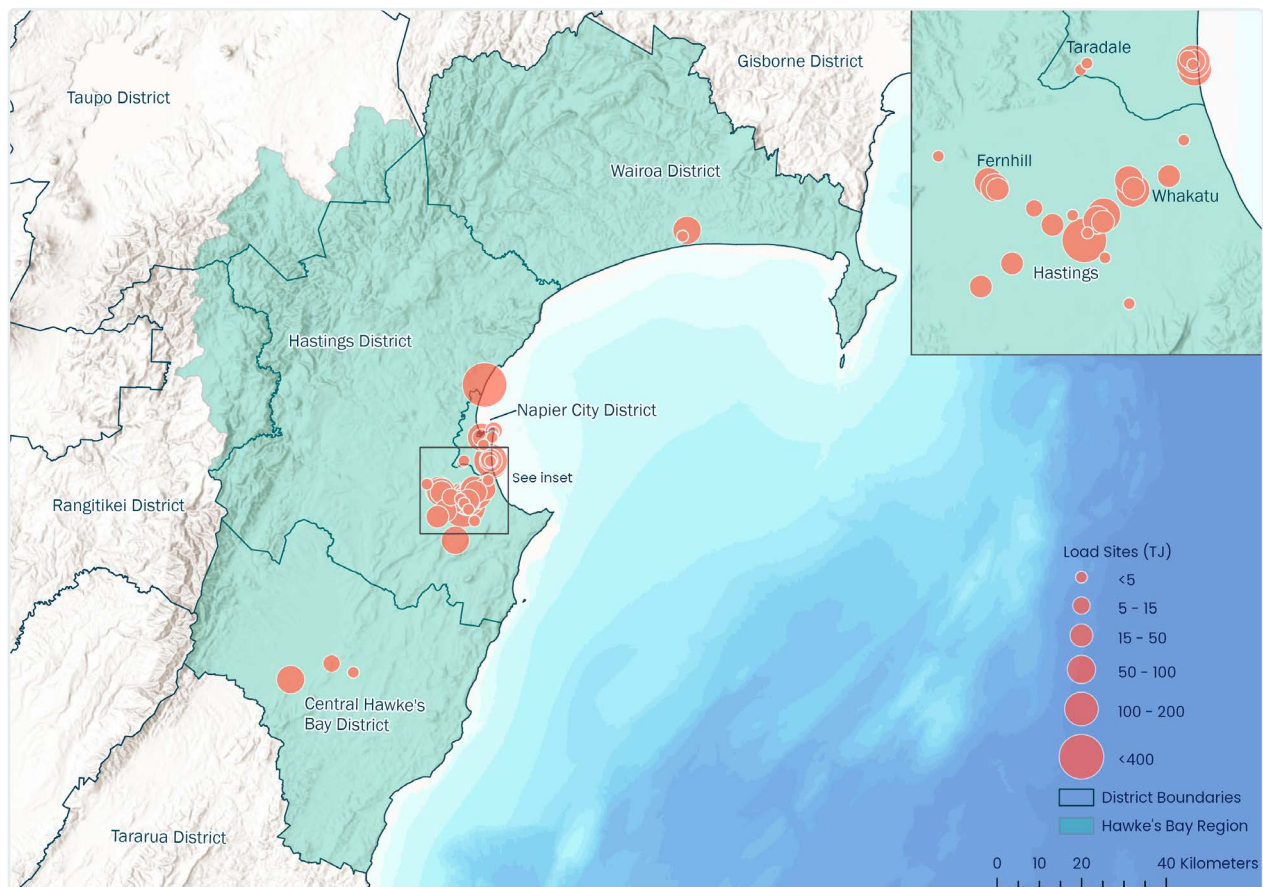 Taupo District
Gisborne District
Wairoa District
Hastings District
Napier City District
See inset
Rangitikei District
Central Hawke's
Bay District
Tararua District
Taradale
Fernhill
Whakatu
Hastings
Load Sites (TJ)
<5
5 - 15
15 - 50
50 - 100
100 - 200
<400
District Boundaries
Hawke's Bay Region
0 10 20 40 Kilometers